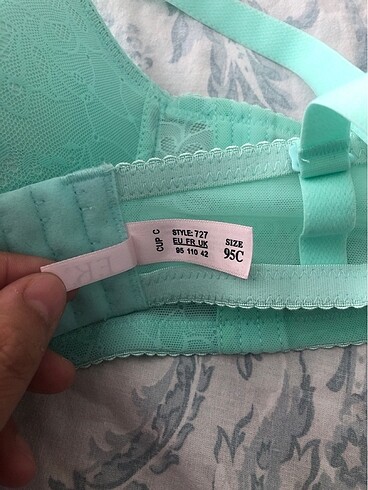 CUP C
STYLE: 727
EU FR UK
95 110 42
SIZE
95C